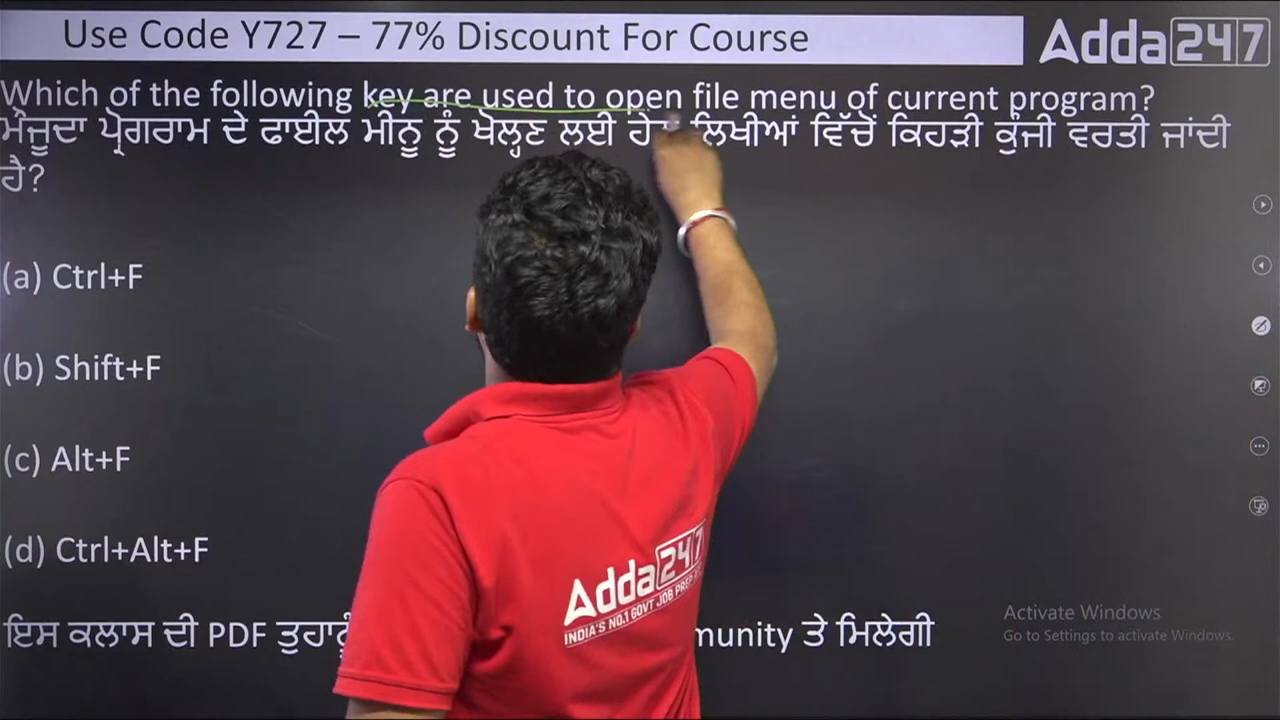 Use Code Y727 – 77% Discount For Course
Adda247
Which of the following key are used to open file menu of current program?
ਮੌਜੂਦਾ ਪ੍ਰੋਗਰਾਮ ਦੇ ਫਾਈਲ ਮੀਨੂ ਨੂੰ ਖੋਲ੍ਹਣ ਲਈ ਲਿਖੀਆਂ ਵਿੱਚੋਂ ਕਿਹੜੀ ਕੁੰਜੀ ਵਰਤੀ ਜਾਂਦੀ
ਹੈ?
(a) Ctrl+F
(b) Shift+F
(c) Alt+F
(d) Ctrl+Alt+F
Adda247
INDIA'S NO.1 GOVT JOB PREP
Activate Windows
Go to Settings to activate Windows.
ਇਸ ਕਲਾਸ ਦੀ PDF ਤੇ ਮਿਲੇਗੀ